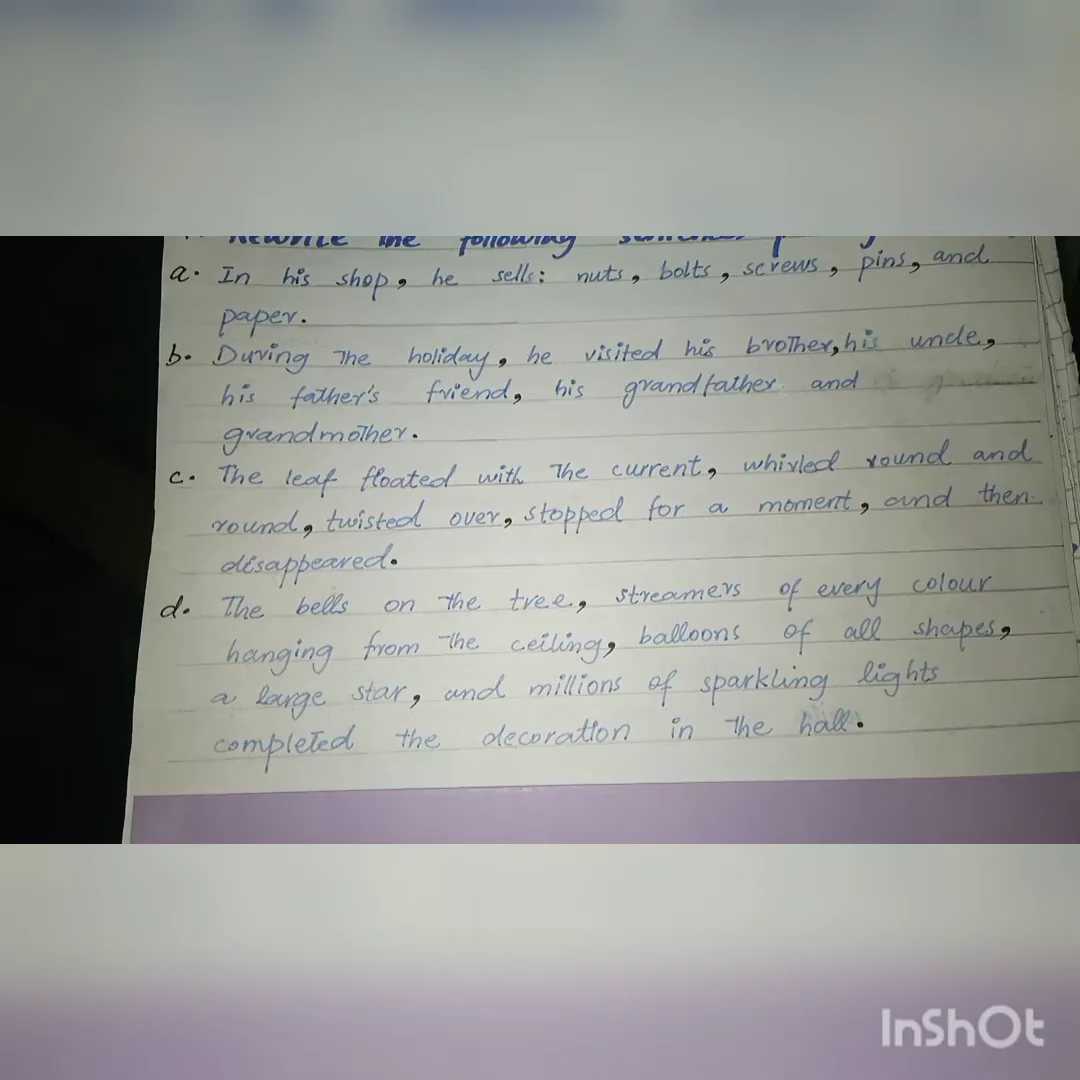 Rewrite the following
a. In his shop, he sells: nuts, bolts, screws, pins, and
paper.
b. During the holiday, he visited his brother, his uncle,
his father's friend, his grandfather and
grandmother.
c. The leaf floated with the current, whirled round and
round, twisted over, stopped for a moment, and then
disappeared.
d. The bells on the tree, streamers of every colour
hanging from the ceiling, balloons of all shapes,
a large star, and millions of sparkling lights
completed the decoration in the hall.
InShOt